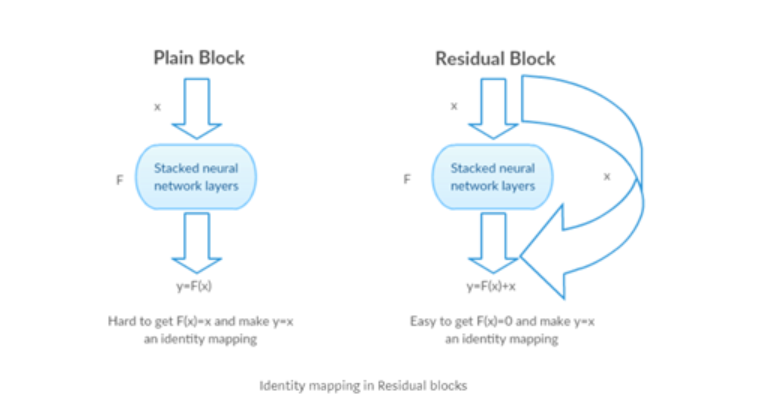 Plain Block
x
F
Stacked neural
network layers
y=F(x)
Hard to get F(x)=x and make y=x
an identity mapping
Residual Block
x
F
Stacked neural
network layers
x
y=F(x)+x
Easy to get F(x)=0 and make y=x
an identity mapping
Identity mapping in Residual blocks